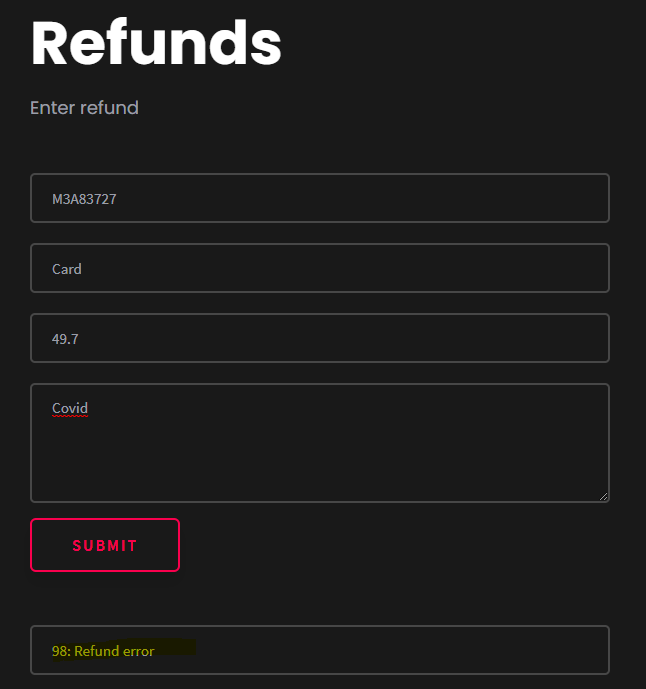 Refunds
Enter refund
M3A83727
Card
49.7
Covid
SUBMIT
98: Refund error